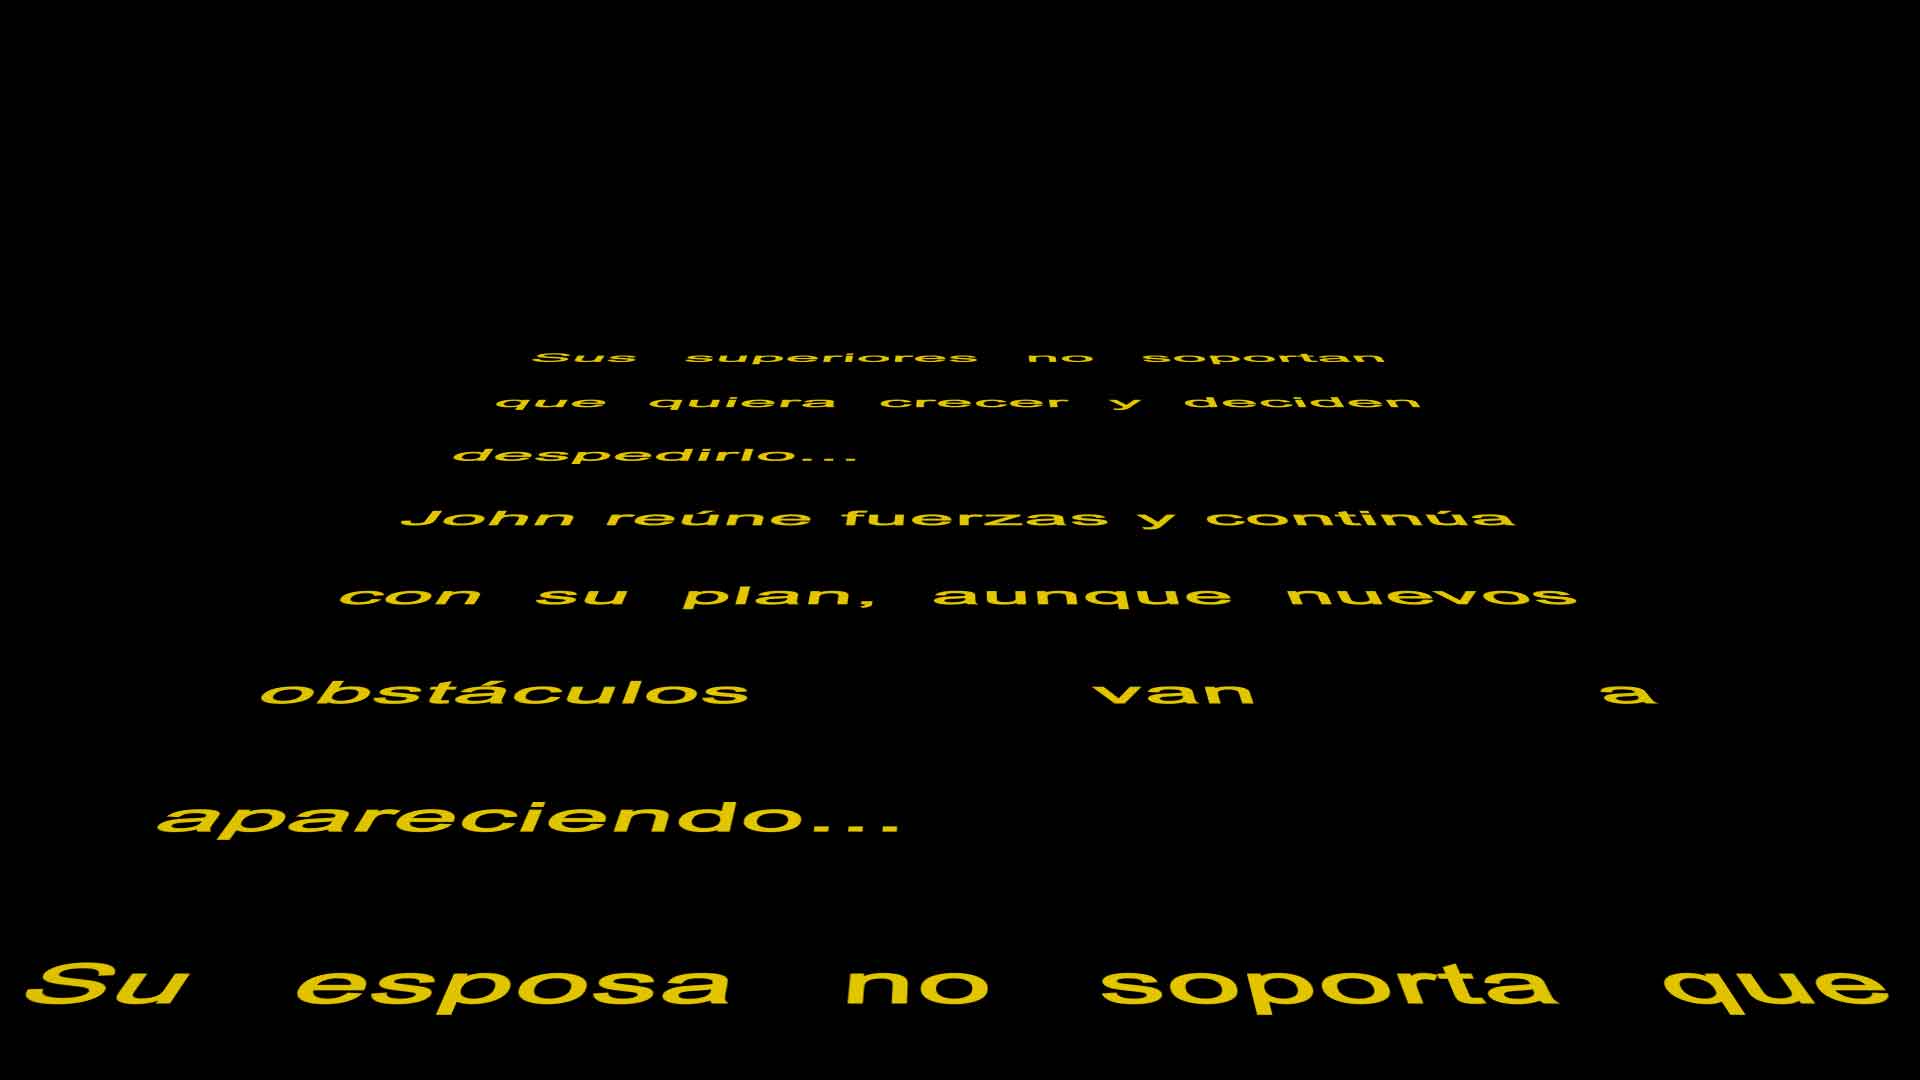 Sus superiores no soportan
que quiera crecer y deciden
despedirlo...
John reúne fuerzas y continúa
con su plan, aunque nuevos
obstáculos van a
apareciendo...
Su esposa no soporta que